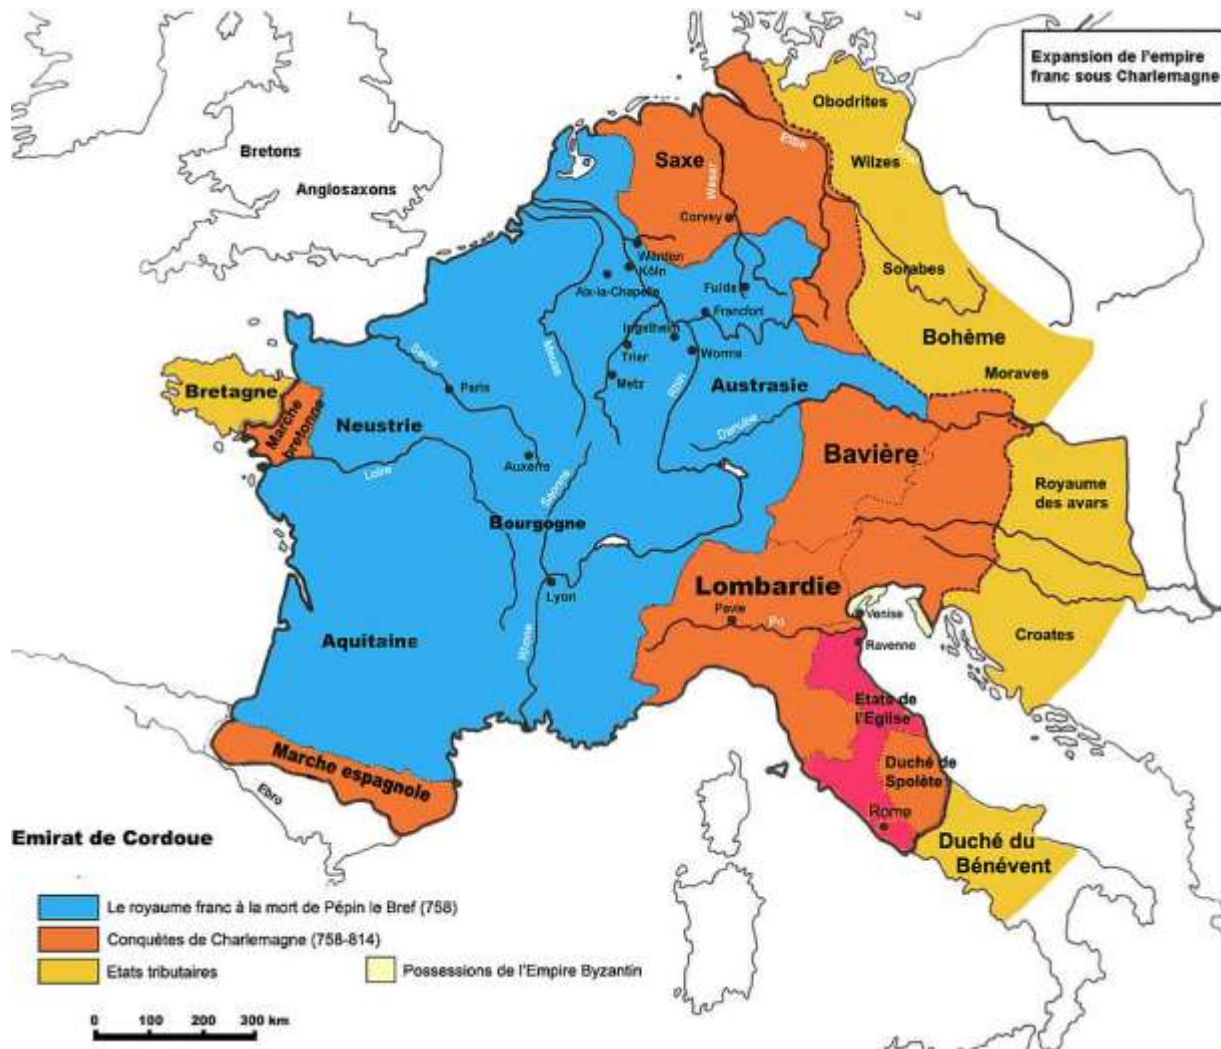 Expansion de l'empire
franc sous Charlemagne
Obodrites
Elbe
Wilzes
Saxe
Weser
Bretons
Anglosaxons
Corvey
Werden
Köln
Aix-la-Chapelle
Fulda
Sorabes
Francfort
Ingelheim
Trier
Worms
Metz
Bohème
Moraves
Seine
Meuse
Rhin
Austrasie
Bretagne
Marche
bretonne
Paris
Neustrie
Danube
Bavière
Loire
Auxerre
Saonne
Royaume
des avars
Bourgogne
Lombardie
Lyon
Pavie
Po
Venise
Ravenne
Croates
Aquitaine
Rhône
Etats de
l'Eglise
Marche espagnole
Duché de
Spolète
Ebro
Rome
Emirat de Cordoue
Duché du
Bénévent
Le royaume franc à la mort de Pépin le Bref (758)
Conquètes de Charlemagne (758-814)
Etats tributaires
Possessions de l'Empire Byzantin
0 100 200 300 km